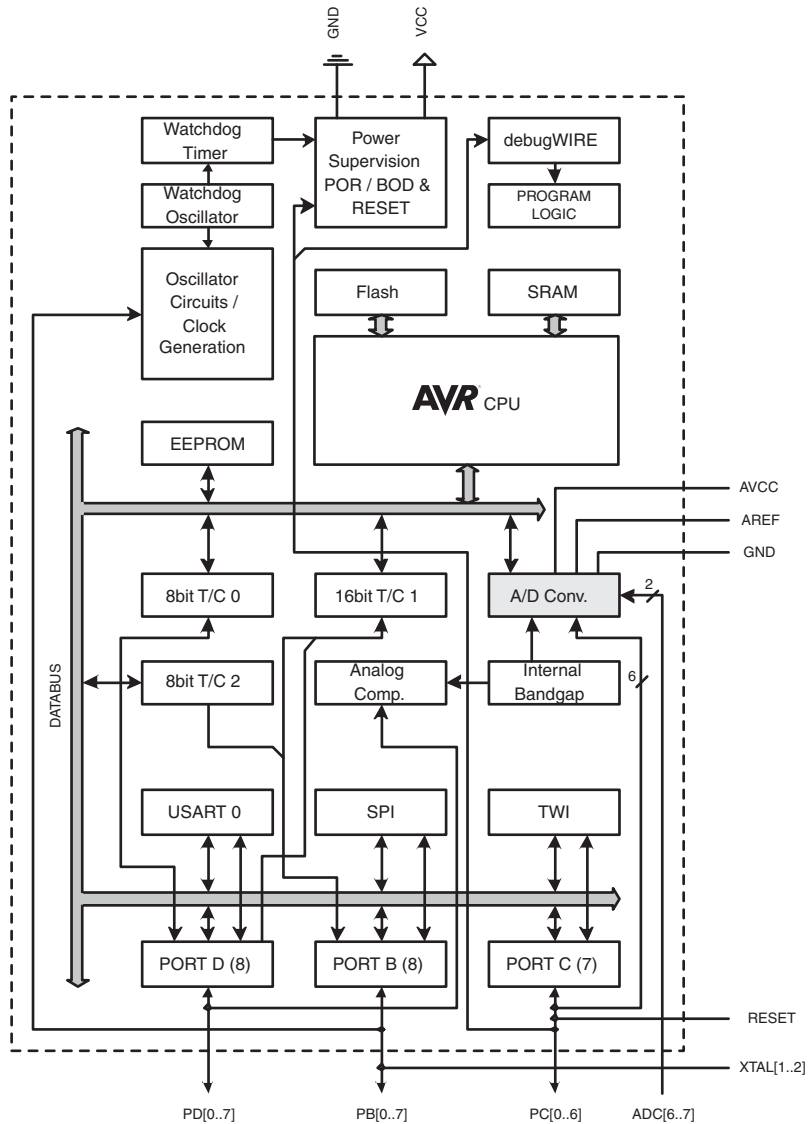 GND
VCC
Watchdog
Timer
Power
Supervision
POR / BOD &
RESET
debugWIRE
Watchdog
Oscillator
PROGRAM
LOGIC
Oscillator
Circuits /
Clock
Generation
Flash
SRAM
AVR CPU
EEPROM
AVCC
AREF
GND
8bit T/C 0
16bit T/C 1
A/D Conv.
2
DATABUS
8bit T/C 2
Analog
Comp.
Internal
Bandgap
6
USART 0
SPI
TWI
PORT D (8)
PORT B (8)
PORT C (7)
RESET
XTAL[1..2]
PD[0..7]
PB[0..7]
PC[0..6]
ADC[6..7]